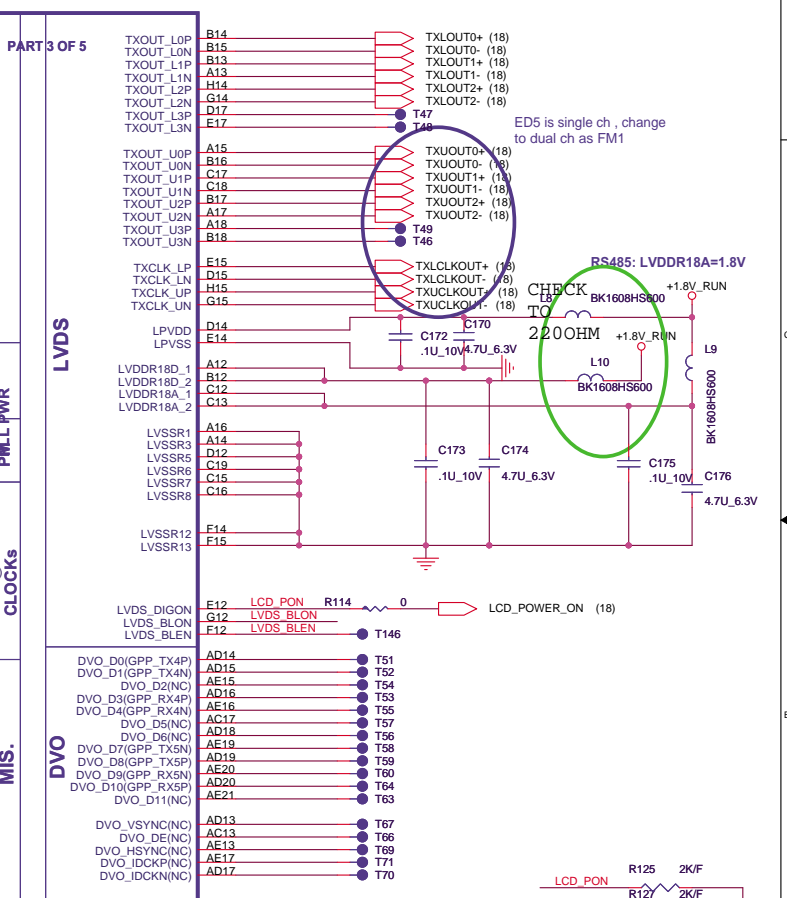 PART 3 OF 5
TXOUT_L0P B14 TXLOUT0+ (18)
TXOUT_L0N B15 TXLOUT0- (18)
TXOUT_L1P B13 TXLOUT1+ (18)
TXOUT_L1N A13 TXLOUT1- (18)
TXOUT_L2P H14 TXLOUT2+ (18)
TXOUT_L2N G14 TXLOUT2- (18)
TXOUT_L3P D17 T47
TXOUT_L3N E17 T48
ED5 is single ch , change
to dual ch as FM1
TXOUT_U0P A15 TXUOUT0+ (18)
TXOUT_U0N B16 TXUOUT0- (18)
TXOUT_U1P C17 TXUOUT1+ (18)
TXOUT_U1N C18 TXUOUT1- (18)
TXOUT_U2P B17 TXUOUT2+ (18)
TXOUT_U2N A17 TXUOUT2- (18)
TXOUT_U3P A18 T49
TXOUT_U3N B18 T46
TXCLK_LP E15 TXLCLKOUT+ (18)
TXCLK_LN D15 TXLCLKOUT- (18)
TXCLK_UP H15 TXUCLKOUT+ (18)
TXCLK_UN G15 TXUCLKOUT- (18)
RS485: LVDDR18A=1.8V
CHECK
TO
220OHM
L8 BK1608HS600
+1.8V_RUN
+1.8V_RUN
L10
BK1608HS600
L9
BK1608HS600
LPVDD D14
LPVSS E14
C172
.1U_10V
C170
4.7U_6.3V
LVDDR18D_1 A12
LVDDR18D_2 B12
LVDDR18A_1 C12
LVDDR18A_2 C13
LVDS
LVSSR1 A16
LVSSR3 A14
LVSSR5 D12
LVSSR6 C19
LVSSR7 C15
LVSSR8 C16
C173
.1U_10V
C174
4.7U_6.3V
C175
.1U_10V
C176
4.7U_6.3V
LVSSR12 F14
LVSSR13 F15
PWR
CLOCKs
LVDS_DIGON E12 LCD_PON R114 0 LCD_POWER_ON (18)
LVDS_BLON G12 LVDS_BLON
LVDS_BLEN F12 LVDS_BLEN T146
DVO_D0(GPP_TX4P) AD14 T51
DVO_D1(GPP_TX4N) AD15 T52
DVO_D2(NC) AE15 T54
DVO_D3(GPP_RX4P) AD16 T53
DVO_D4(GPP_RX4N) AE16 T55
DVO_D5(NC) AC17 T57
DVO_D6(NC) AD18 T56
DVO_D7(GPP_TX5N) AE19 T58
DVO_D8(GPP_TX5P) AD19 T59
DVO_D9(GPP_RX5N) AE20 T60
DVO_D10(GPP_RX5P) AD20 T64
DVO_D11(NC) AE21 T63
MIS.
DVO
DVO_VSYNC(NC) AD13 T67
DVO_DE(NC) AC13 T66
DVO_HSYNC(NC) AE13 T69
DVO_IDCKP(NC) AE17 T71
DVO_IDCKN(NC) AD17 T70
R125 2K/F
LCD_PON
R127 2K/F